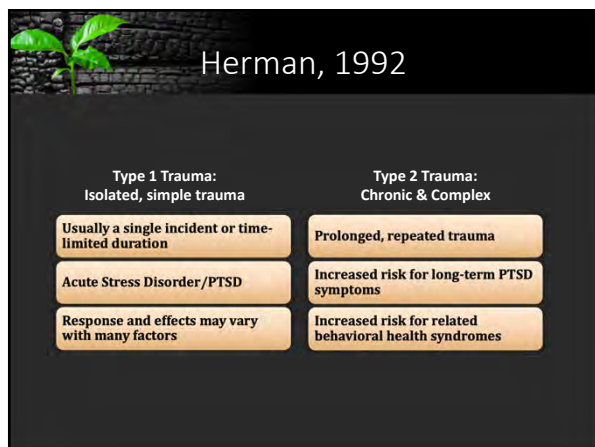 Herman, 1992
Type 1 Trauma:
Isolated, simple trauma
Usually a single incident or time-
limited duration
Acute Stress Disorder/PTSD
Response and effects may vary
with many factors
Type 2 Trauma:
Chronic & Complex
Prolonged, repeated trauma
Increased risk for long-term PTSD
symptoms
Increased risk for related
behavioral health syndromes